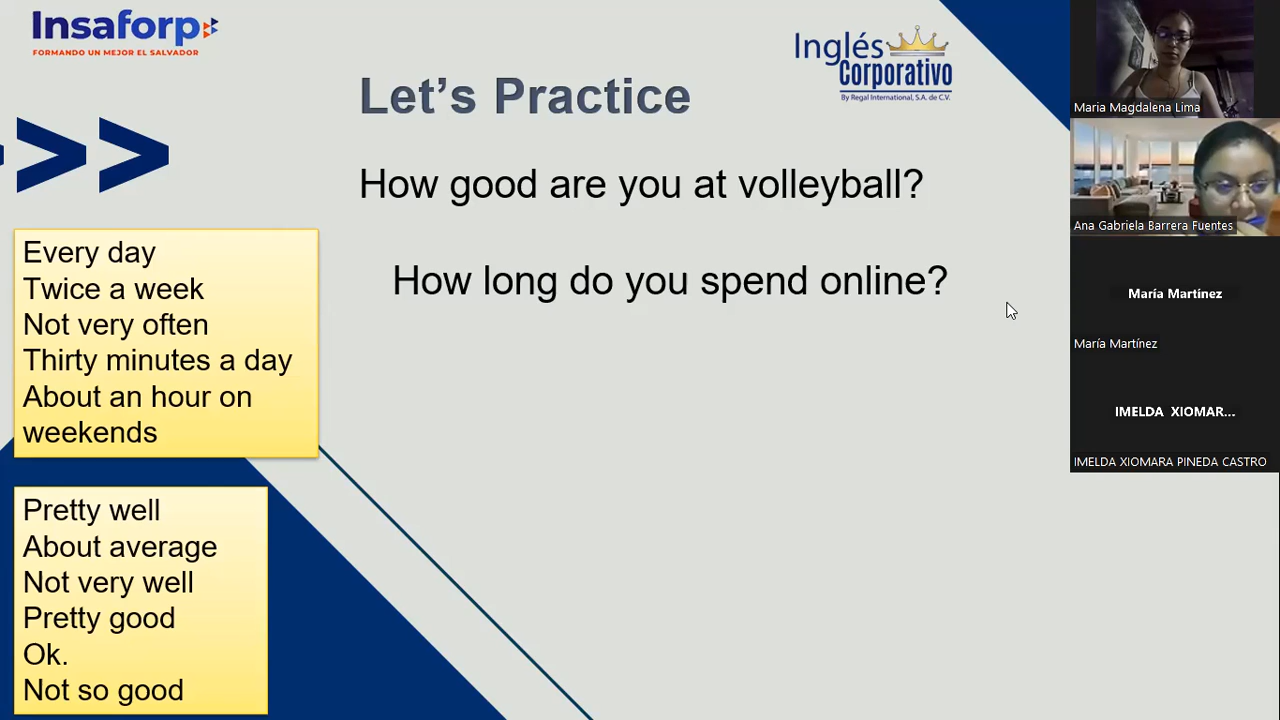 Insaforp
FORMANDO UN MEJOR EL SALVADOR
Inglés
Corporativo
By Regal International, S.A. de C.V.
Let's Practice
How good are you at volleyball?
How long do you spend online?
Every day
Twice a week
Not very often
Thirty minutes a day
About an hour on
weekends
Pretty well
About average
Not very well
Pretty good
Ok.
Not so good
Maria Magdalena Lima
Ana Gabriela Barrera Fuentes
María Martínez
María Martínez
IMELDA XIOMAR...
IMELDA XIOMARA PINEDA CASTRO